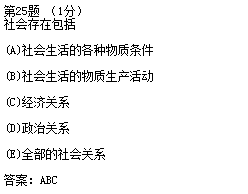 第25题 （1分）
社会存在包括
(A)社会生活的各种物质条件
(B)社会生活的物质生产活动
(C)经济关系
(D)政治关系
(E)全部的社会关系
答案：ABC